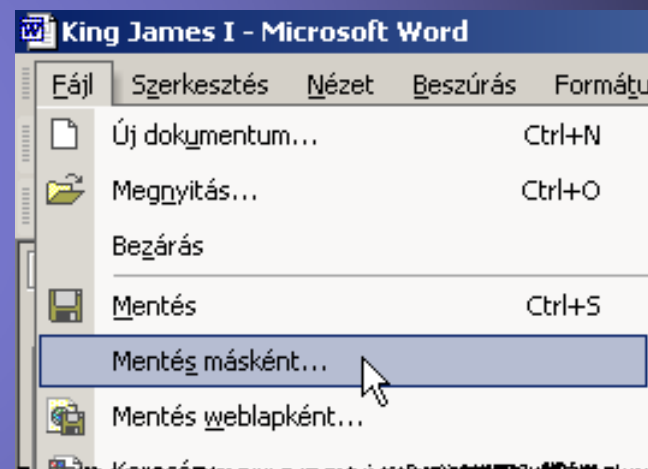 King James I - Microsoft Word
Fájl Szerkesztés Nézet Beszúrás
Új dokumentum... Ctrl+N
Megnyitás... Ctrl+O
Bezárás
Mentés Ctrl+S
Mentés másként...
Mentés weblapként...